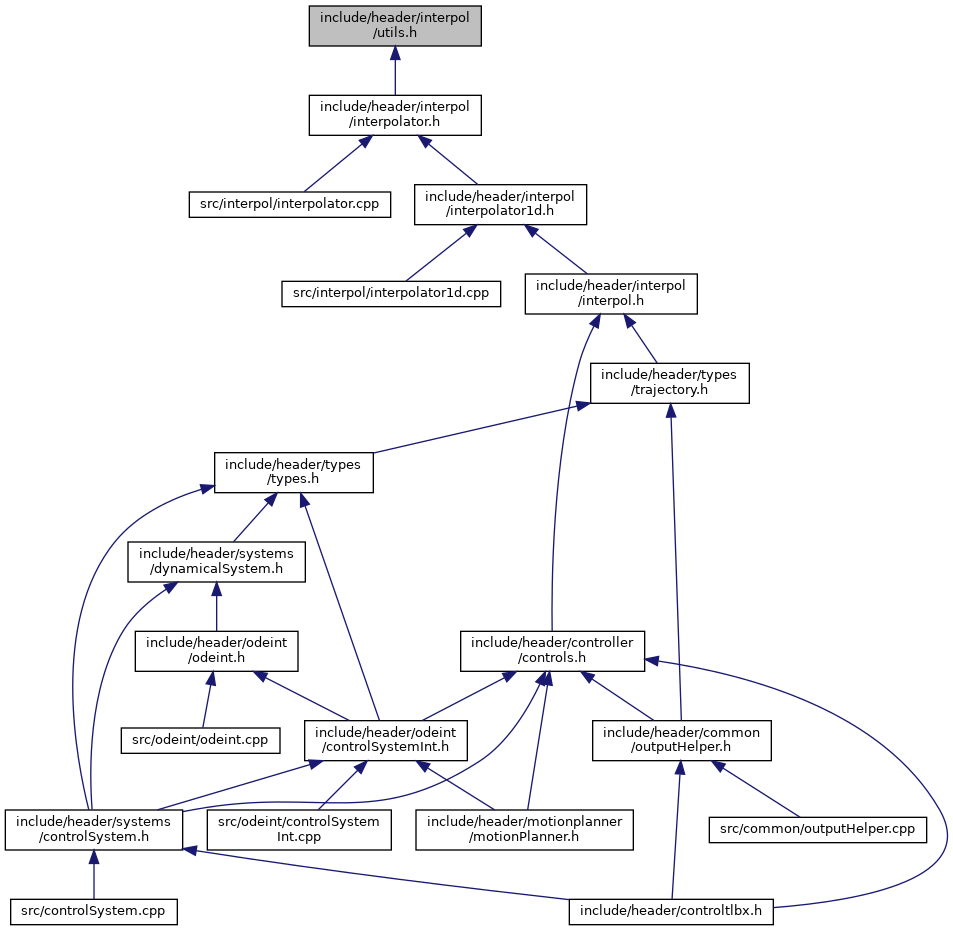 include/header/interpol
/utils.h
include/header/interpol
/interpolator.h
src/interpol/interpolator.cpp
include/header/interpol
/interpolator1d.h
src/interpol/interpolator1d.cpp
include/header/interpol
/interpol.h
include/header/types
/trajectory.h
include/header/types
/types.h
include/header/systems
/dynamicalSystem.h
include/header/odeint
/odeint.h
include/header/controller
/controls.h
src/odeint/odeint.cpp
include/header/odeint
/controlSystemInt.h
include/header/common
/outputHelper.h
include/header/systems
/controlSystem.h
src/odeint/controlSystem
Int.cpp
include/header/motionplanner
/motionPlanner.h
src/common/outputHelper.cpp
src/controlSystem.cpp
include/header/controltlbx.h